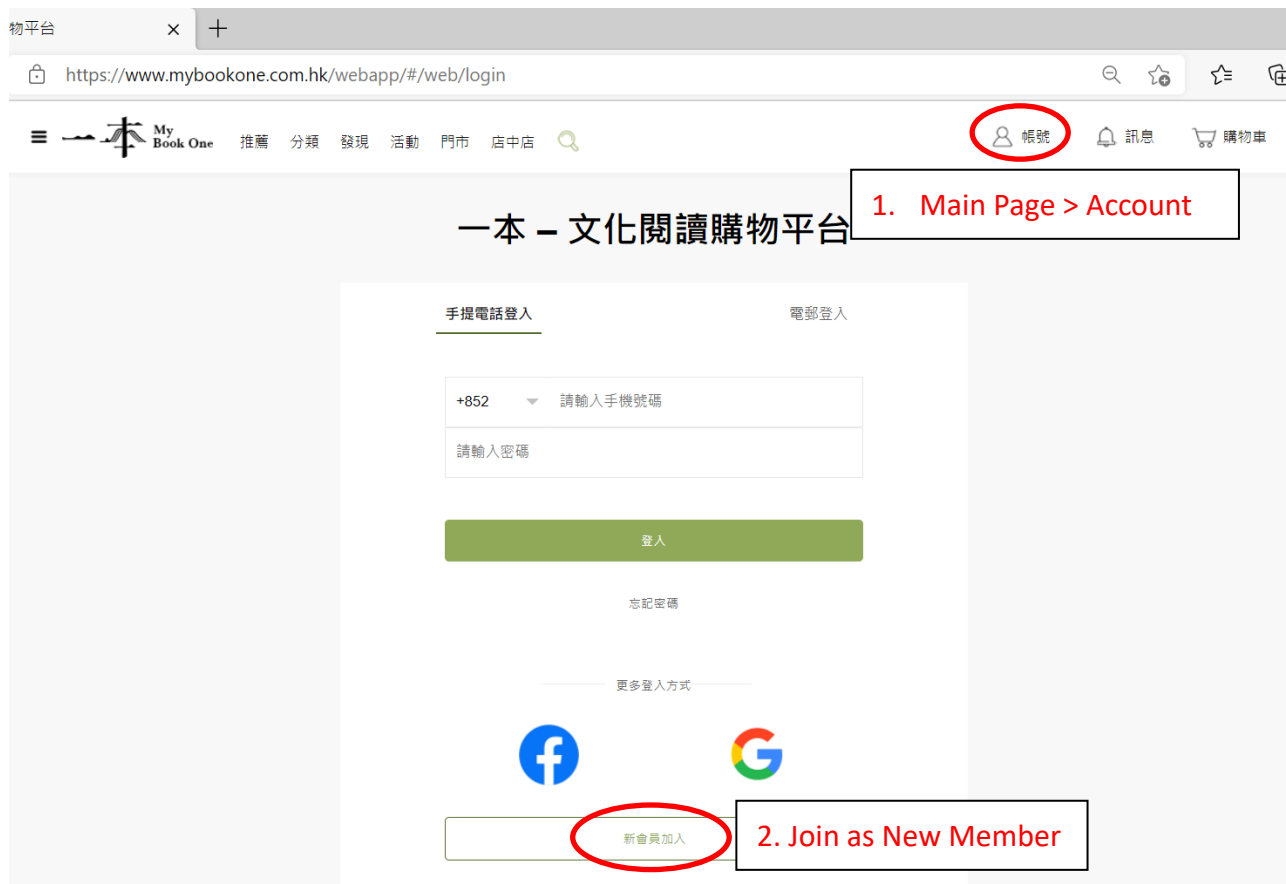 物平台
https://www.mybookone.com.hk/webapp/#/web/login
一本 My Book One 推薦 分類 發現 活動 門市 店中店 帳號 訊息 購物車
1. Main Page > Account
一本 – 文化閱讀購物平台
手提電話登入 電郵登入
+852 請輸入手機號碼
請輸入密碼
登入
忘記密碼
更多登入方式
新會員加入
2. Join as New Member